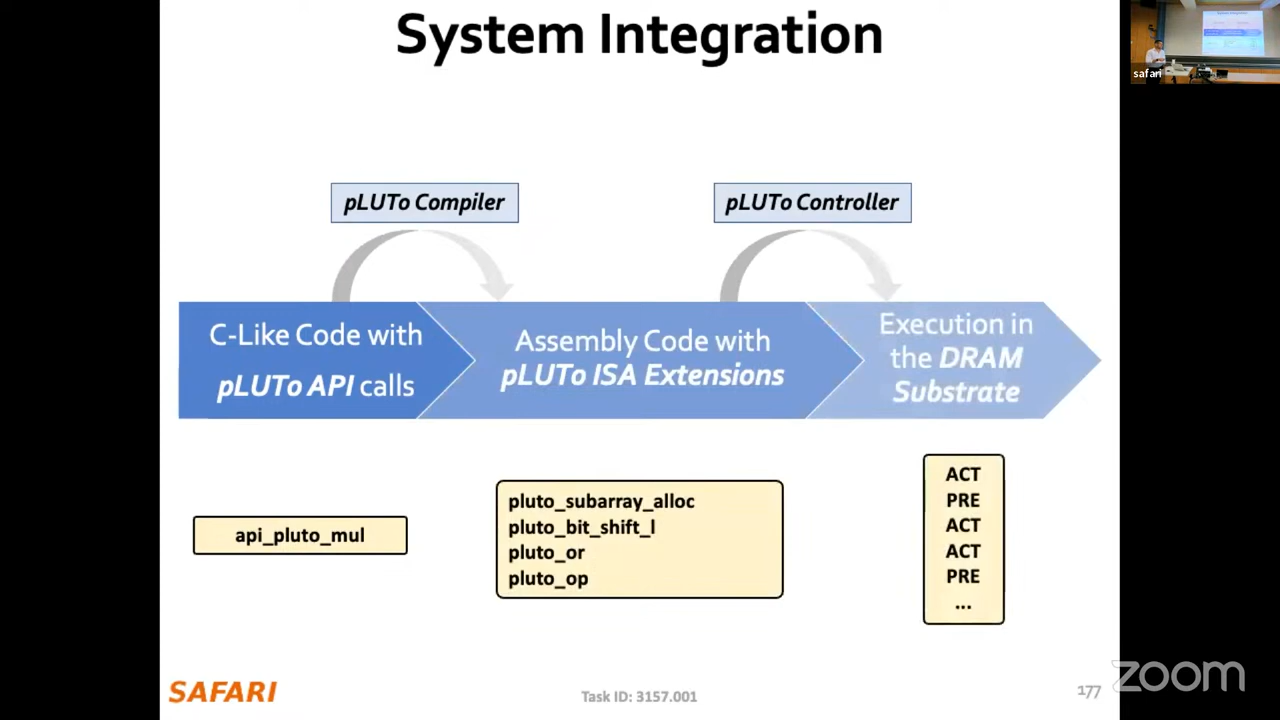 System Integration
safari
pLUTo Compiler
pLUTo Controller
C-Like Code with
pLUTo API calls
Assembly Code with
pLUTo ISA Extensions
Execution in
the DRAM
Substrate
api_pluto_mul
pluto_subarray_alloc
pluto_bit_shift_l
pluto_or
pluto_op
ACT
PRE
ACT
ACT
PRE
...
SAFARI
Task ID: 3157.001
177
zoom